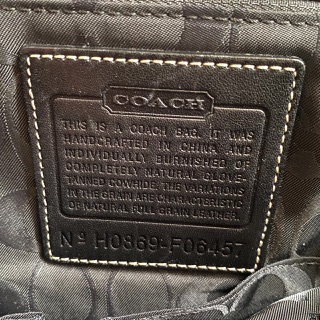 COACH
THIS IS A COACH BAG. IT WAS
HANDCRAFTED IN CHINA AND
INDIVIDUALLY BURNISHED OF
COMPLETELY NATURAL GLOVE-
TANNED COWHIDE. THE VARIATIONS
IN THE GRAIN ARE CHARACTERISTIC
OF NATURAL FULL GRAIN LEATHER.
Nº H0869-F06457